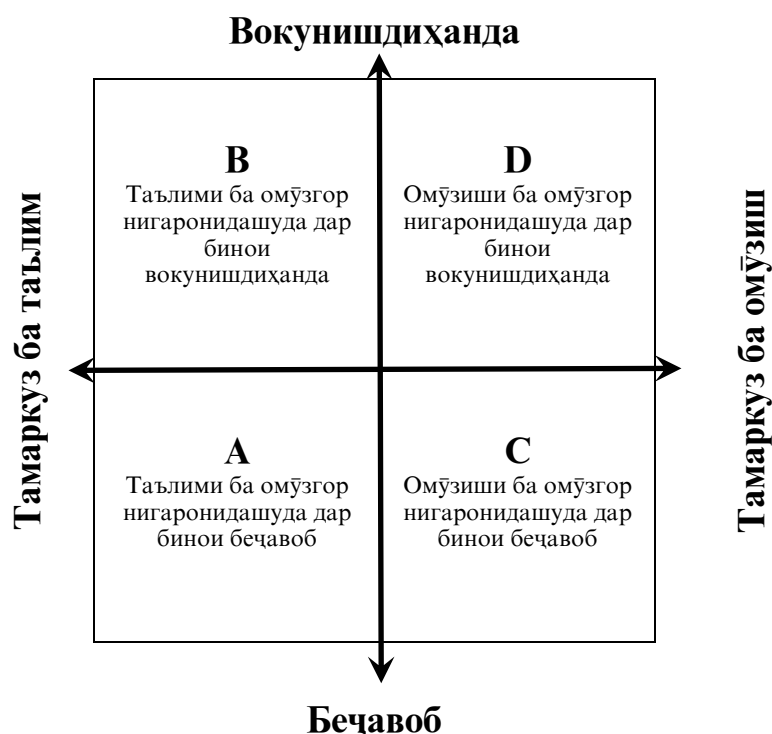 Вокунишдиҳанда
B
Таълими ба омӯзгор
нигаронидашуда дар
бинои
вокунишдиҳанда
D
Омӯзиши ба омӯзгор
нигаронидашуда дар
бинои
вокунишдиҳанда
Тамаркуз ба таълим
Тамаркуз ба омӯзиш
A
Таълими ба омӯзгор
нигаронидашуда дар
бинои беҷавоб
C
Омӯзиши ба омӯзгор
нигаронидашуда дар
бинои беҷавоб
Беҷавоб